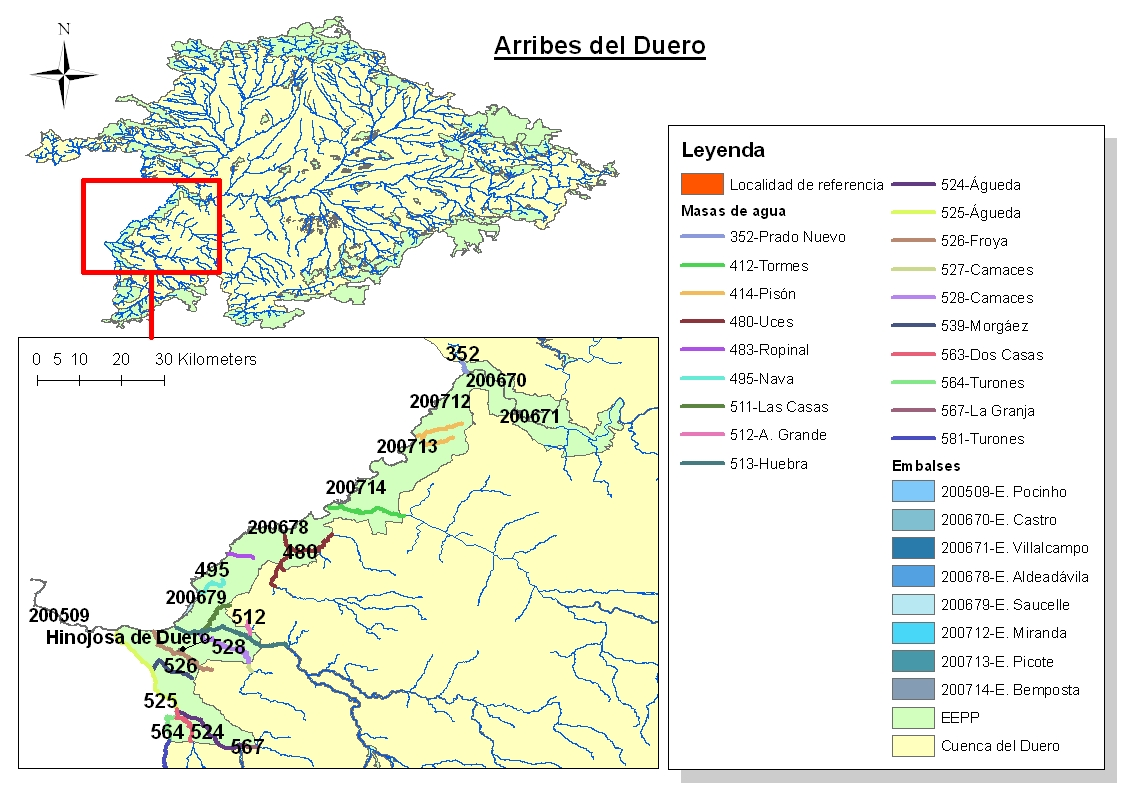 N
Arribes del Duero
Leyenda
Localidad de referencia
Masas de agua
352-Prado Nuevo
412-Tormes
414-Pisón
480-Uces
483-Ropinal
495-Nava
511-Las Casas
512-A. Grande
513-Huebra
524-Águeda
525-Águeda
526-Froya
527-Camaces
528-Camaces
539-Morgáez
563-Dos Casas
564-Turones
567-La Granja
581-Turones
Embalses
200509-E. Pocinho
200670-E. Castro
200671-E. Villalcampo
200678-E. Aldeadávila
200679-E. Saucelle
200712-E. Miranda
200713-E. Picote
200714-E. Bemposta
EEPP
Cuenca del Duero
0 5 10 20 30 Kilometers
352
200670
200712
200671
200713
200714
200678
480
495
200679
200509
512
Hinojosa de Duero
528
526
525
564 524
567